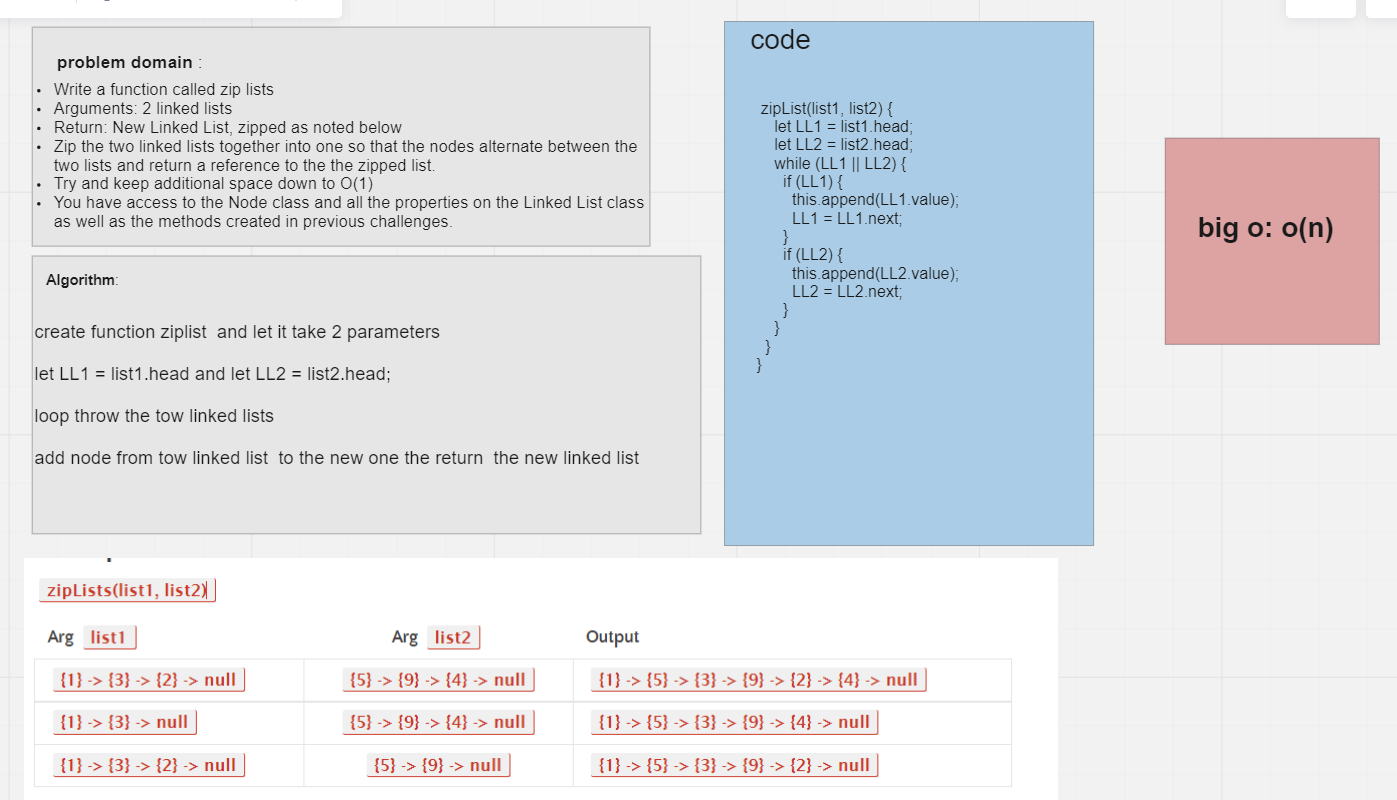 problem domain :
• Write a function called zip lists
• Arguments: 2 linked lists
• Return: New Linked List, zipped as noted below
• Zip the two linked lists together into one so that the nodes alternate between the
two lists and return a reference to the the zipped list.
• Try and keep additional space down to O(1)
• You have access to the Node class and all the properties on the Linked List class
as well as the methods created in previous challenges.
Algorithm:
create function ziplist and let it take 2 parameters
let LL1 = list1.head and let LL2 = list2.head;
loop throw the tow linked lists
add node from tow linked list to the new one the return the new linked list
code
zipList(list1, list2) {
let LL1 = list1.head;
let LL2 = list2.head;
while (LL1 || LL2) {
if (LL1) {
this.append(LL1.value);
LL1 = LL1.next;
}
if (LL2) {
this.append(LL2.value);
LL2 = LL2.next;
}
}
}
}
big o: o(n)
zipLists(list1, list2)
Arg list1 Arg list2 Output
{1} -> {3} -> {2} -> null {5} -> {9} -> {4} -> null {1} -> {5} -> {3} -> {9} -> {2} -> {4} -> null
{1} -> {3} -> null {5} -> {9} -> {4} -> null {1} -> {5} -> {3} -> {9} -> {4} -> null
{1} -> {3} -> {2} -> null {5} -> {9} -> null {1} -> {5} -> {3} -> {9} -> {2} -> null